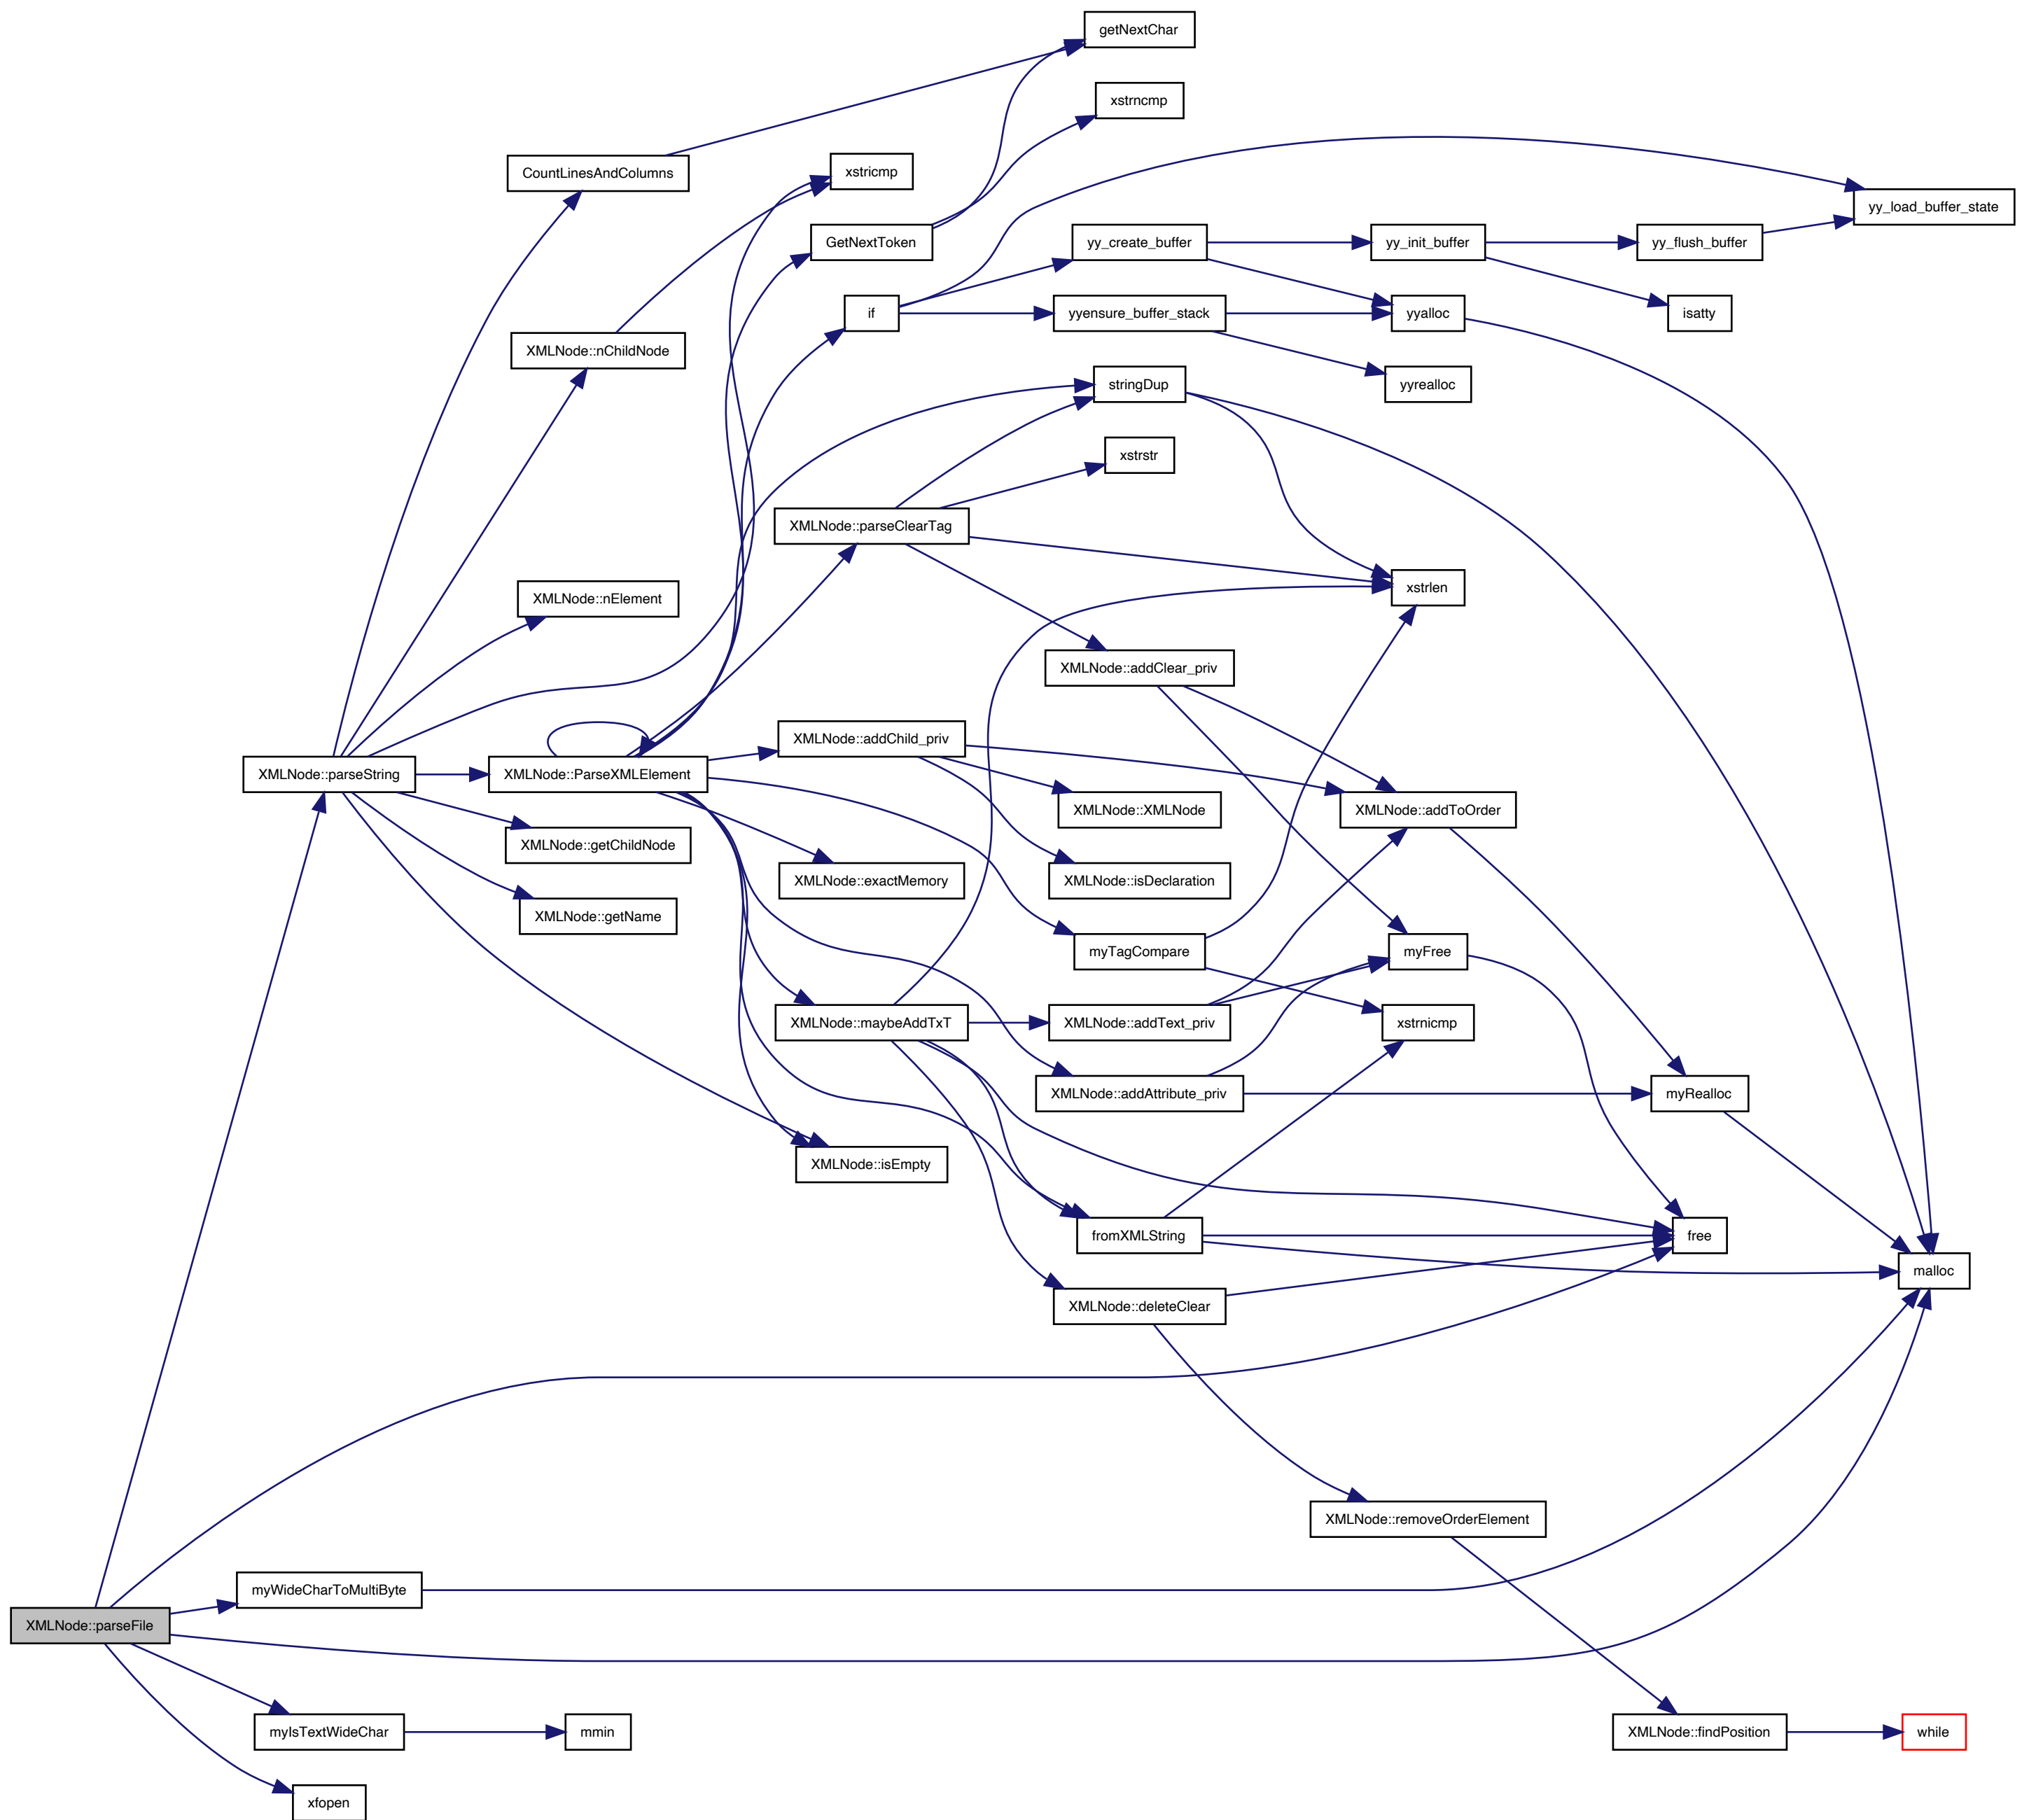 getNextChar
xstrncmp
CountLinesAndColumns
xstricmp
yy_load_buffer_state
GetNextToken
yy_create_buffer
yy_init_buffer
yy_flush_buffer
if
yyensure_buffer_stack
yyalloc
isatty
XMLNode::nChildNode
stringDup
yyrealloc
xstrstr
XMLNode::parseClearTag
XMLNode::nElement
xstrlen
XMLNode::addClear_priv
XMLNode::addChild_priv
XMLNode::parseString
XMLNode::ParseXMLElement
XMLNode::XMLNode
XMLNode::addToOrder
XMLNode::getChildNode
XMLNode::exactMemory
XMLNode::isDeclaration
XMLNode::getName
myTagCompare
myFree
XMLNode::maybeAddTxT
XMLNode::addText_priv
xstrnicmp
XMLNode::addAttribute_priv
myRealloc
XMLNode::isEmpty
fromXMLString
free
malloc
XMLNode::deleteClear
XMLNode::removeOrderElement
myWideCharToMultiByte
XMLNode::parseFile
myIsTextWideChar
mmin
XMLNode::findPosition
while
xfopen